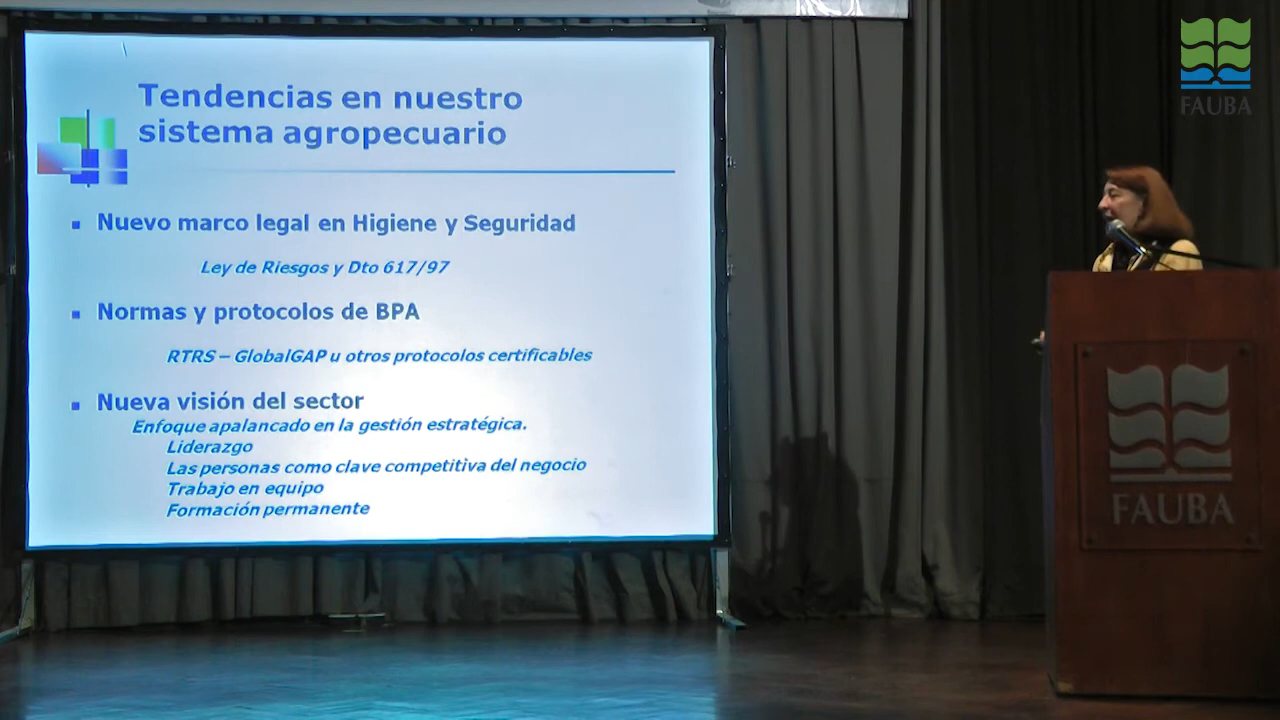 Tendencias en nuestro
sistema agropecuario
Nuevo marco legal en Higiene y Seguridad
Ley de Riesgos y Dto 617/97
Normas y protocolos de BPA
RTRS – GlobalGAP u otros protocolos certificables
Nueva visión del sector
Enfoque apalancado en la gestión estratégica.
Liderazgo
Las personas como clave competitiva del negocio
Trabajo en equipo
Formación permanente
FAUBA
FAUBA